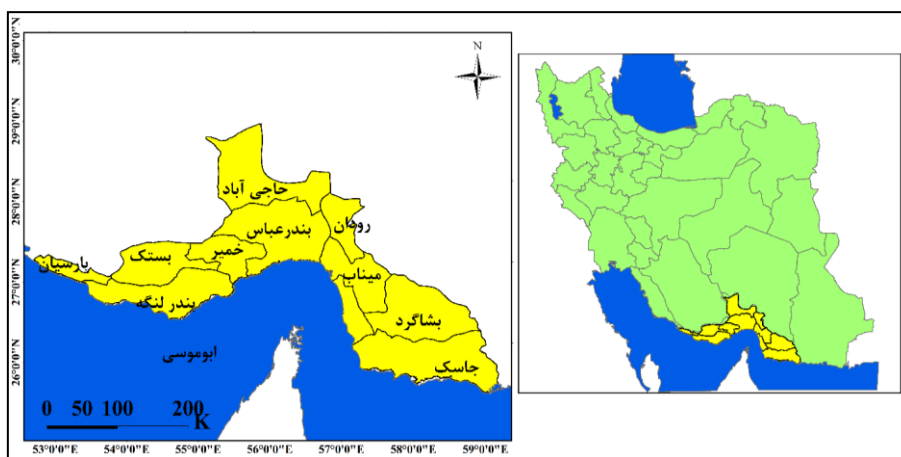 N
30°0'0"N
29°0'0"N
28°0'0"N
27°0'0"N
26°0'0"N
حاجی آباد
رودان
بندرعباس
خمیر
بستک
پارسیان
میناب
بندر لنگه
بشاگرد
ابوموسی
جاسک
0 50 100 200
K
53°0'0"E 54°0'0"E 55°0'0"E 56°0'0"E 57°0'0"E 58°0'0"E 59°0'0"E